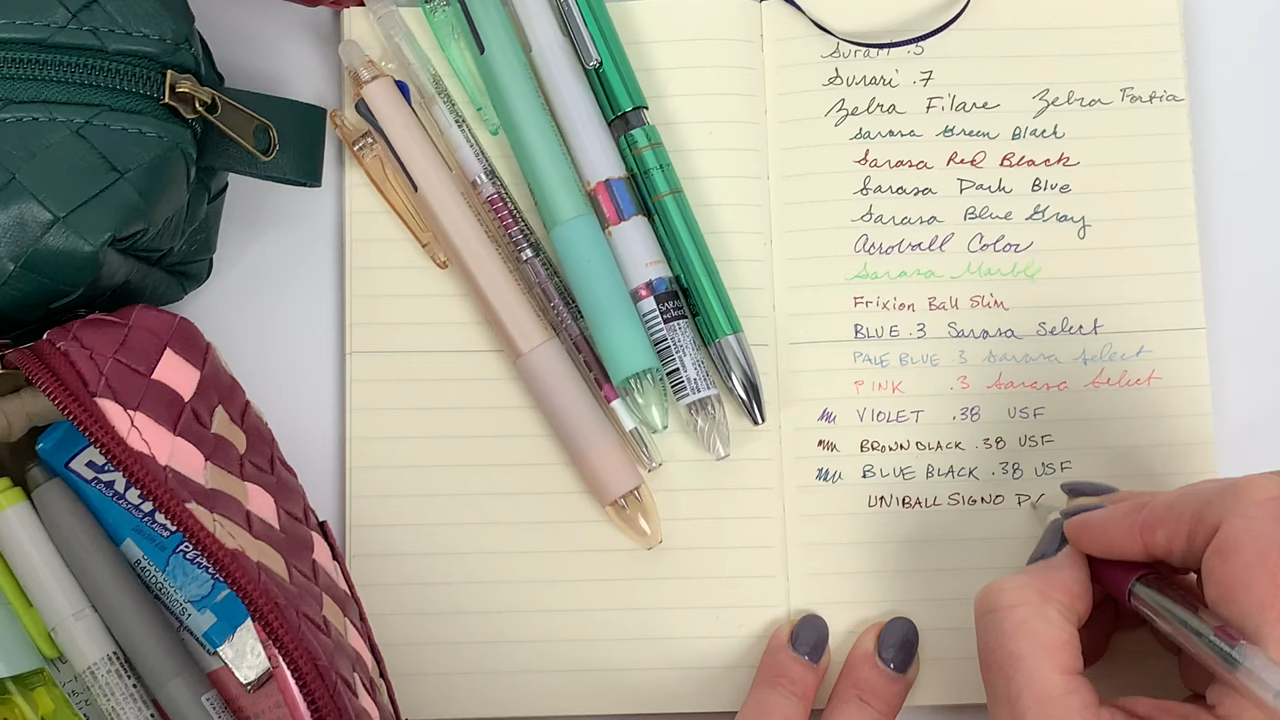 Surari .5
Surari .7
Zebra Filare Zebra Fortia
Sarasa Green Black
Sarasa Red Black
Sarasa Dark Blue
Sarasa Blue Gray
Acroball Color
Sarasa Marble
Frixion Ball Slim
BLUE .3 Sarasa Select
PALE BLUE .3 Sarasa Select
PINK .3 Sarasa Select
VIOLET .38 USF
BROWN BLACK .38 USF
BLUE BLACK .38 USF
UNIBALL SIGNO
SARASA
select
Extra
LONG LASTING FLAVOR